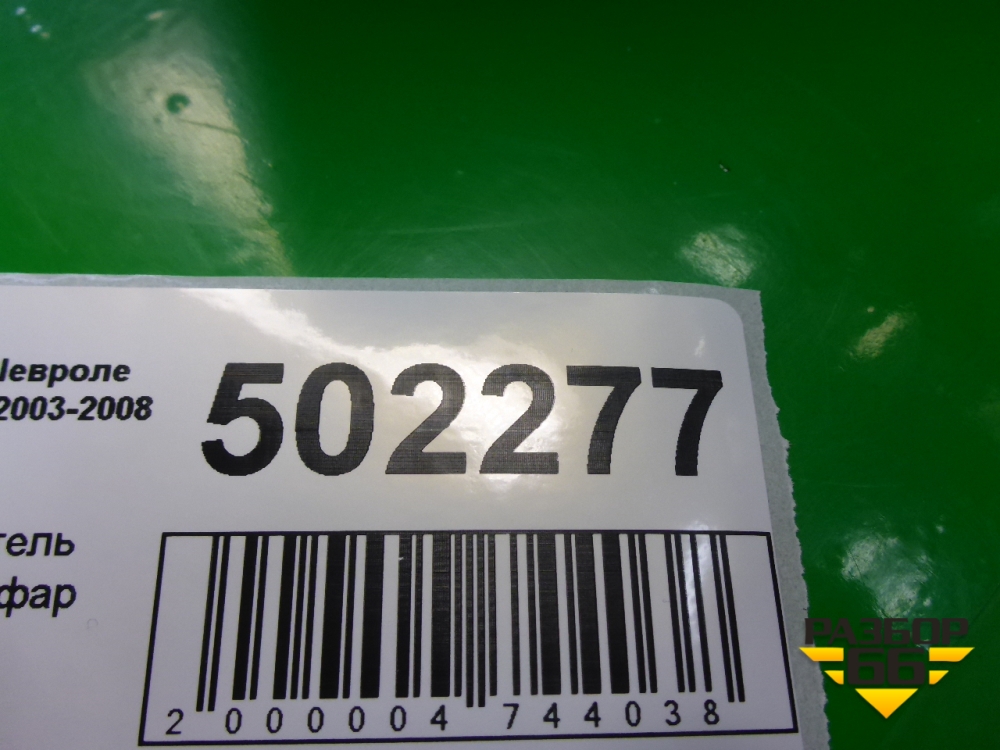 502277
евроле
2003-2008
тель
фар
2 000004 744038
РАЗБОР
66